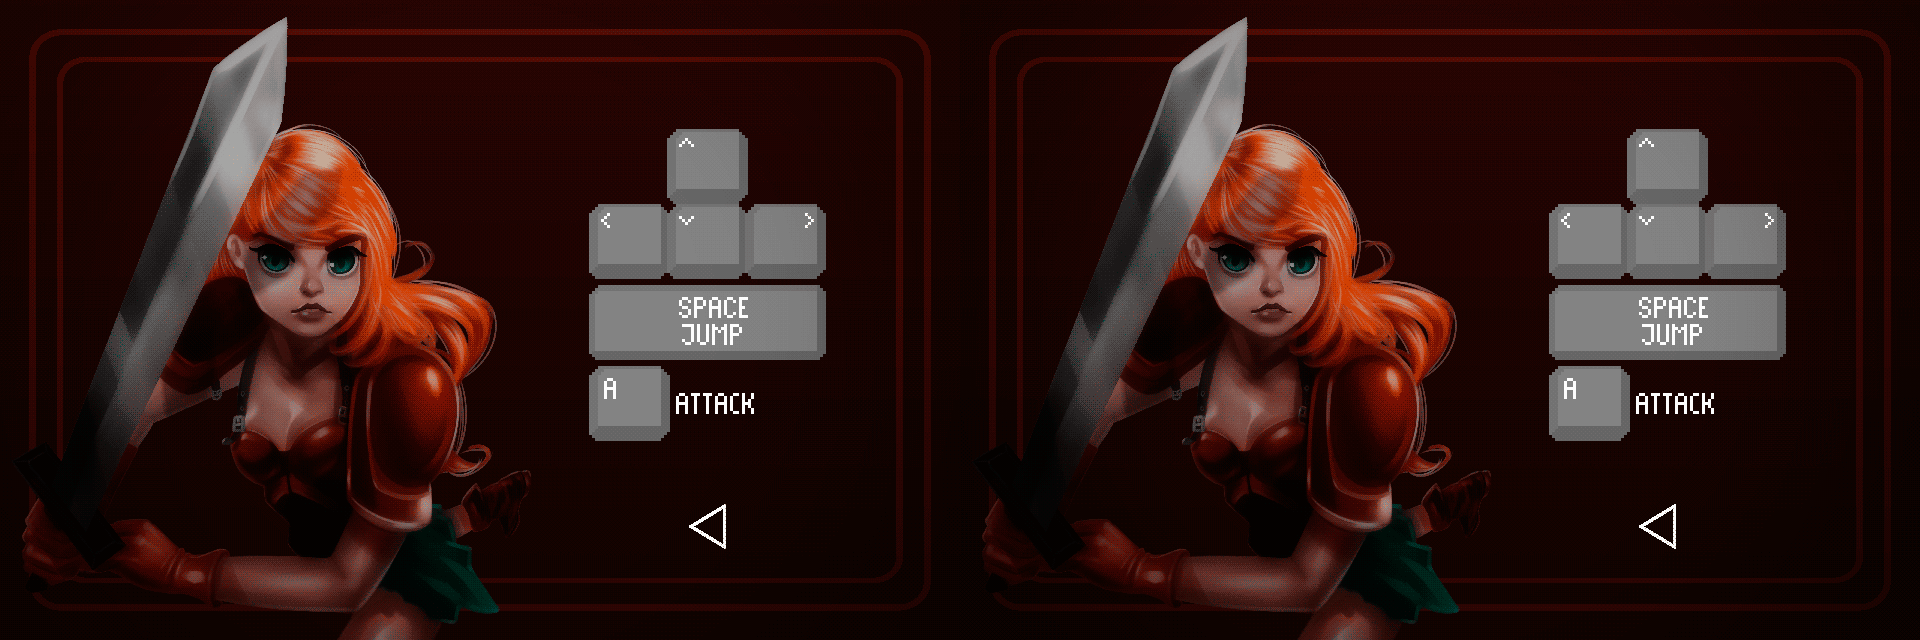 ^
< v >
SPACE
JUMP
A ATTACK
^
< v >
SPACE
JUMP
A ATTACK